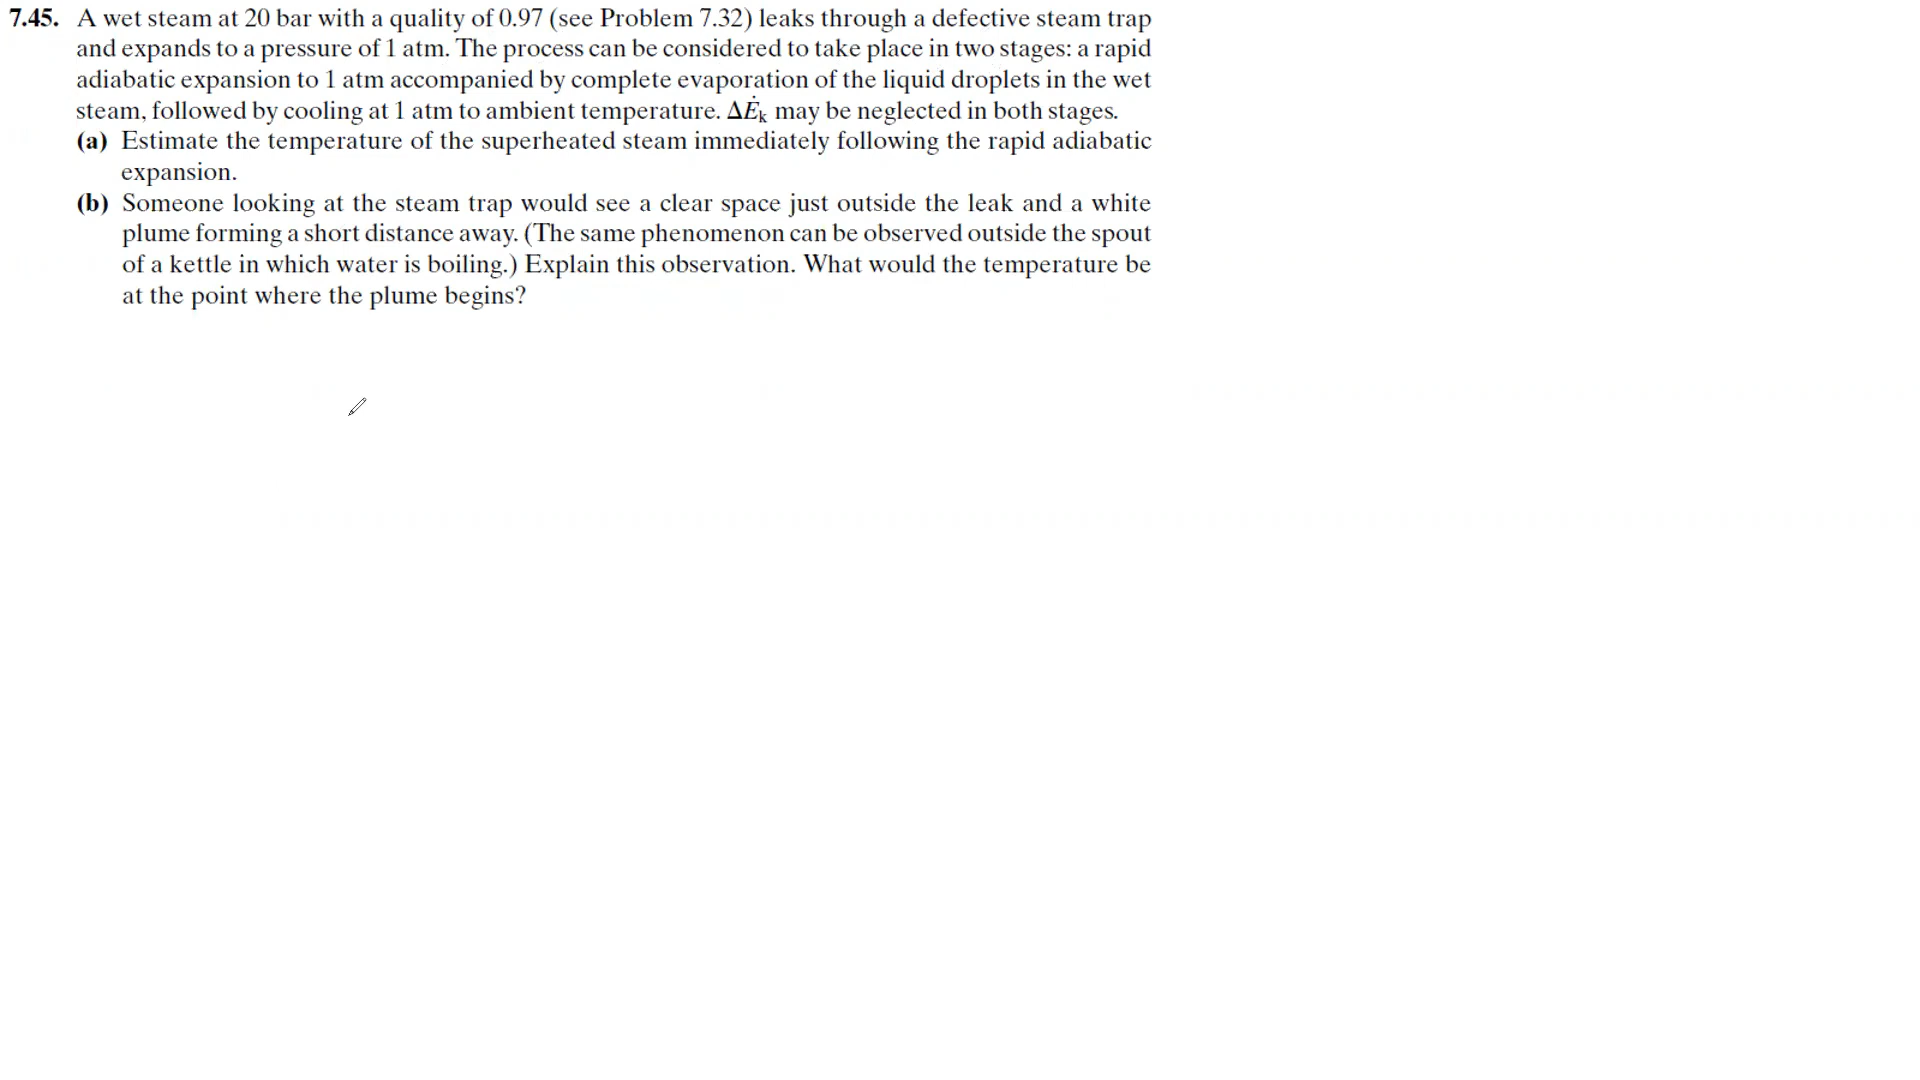 7.45. A wet steam at 20 bar with a quality of 0.97 (see Problem 7.32) leaks through a defective steam trap
and expands to a pressure of 1 atm. The process can be considered to take place in two stages: a rapid
adiabatic expansion to 1 atm accompanied by complete evaporation of the liquid droplets in the wet
steam, followed by cooling at 1 atm to ambient temperature. ΔĖₖ may be neglected in both stages.
(a) Estimate the temperature of the superheated steam immediately following the rapid adiabatic
expansion.
(b) Someone looking at the steam trap would see a clear space just outside the leak and a white
plume forming a short distance away. (The same phenomenon can be observed outside the spout
of a kettle in which water is boiling.) Explain this observation. What would the temperature be
at the point where the plume begins?